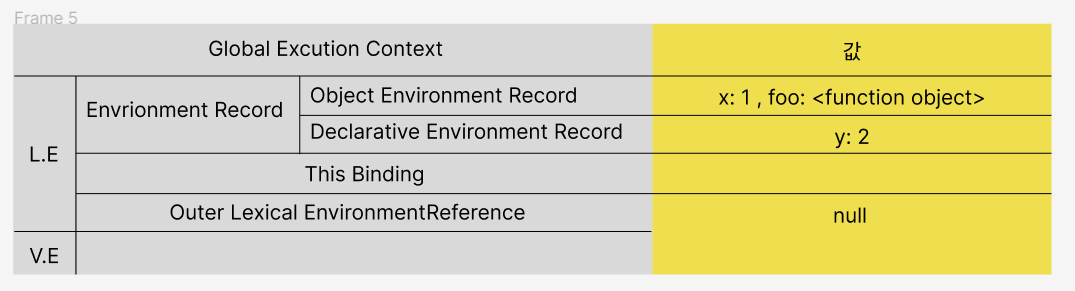 Frame 5
Global Excution Context
값
L.E
Envrionment Record
Object Environment Record
x: 1 , foo: <function object>
Declarative Environment Record
y: 2
This Binding
Outer Lexical EnvironmentReference
null
V.E